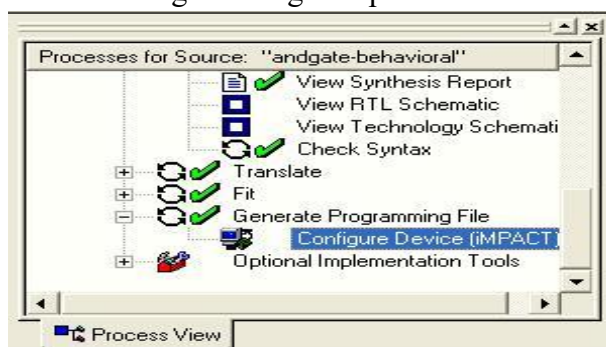 Processes for Source: "andgate-behavioral"
View Synthesis Report
View RTL Schematic
View Technology Schemati
Check Syntax
Translate
Fit
Generate Programming File
Configure Device (iMPACT)
Optional Implementation Tools
Process View